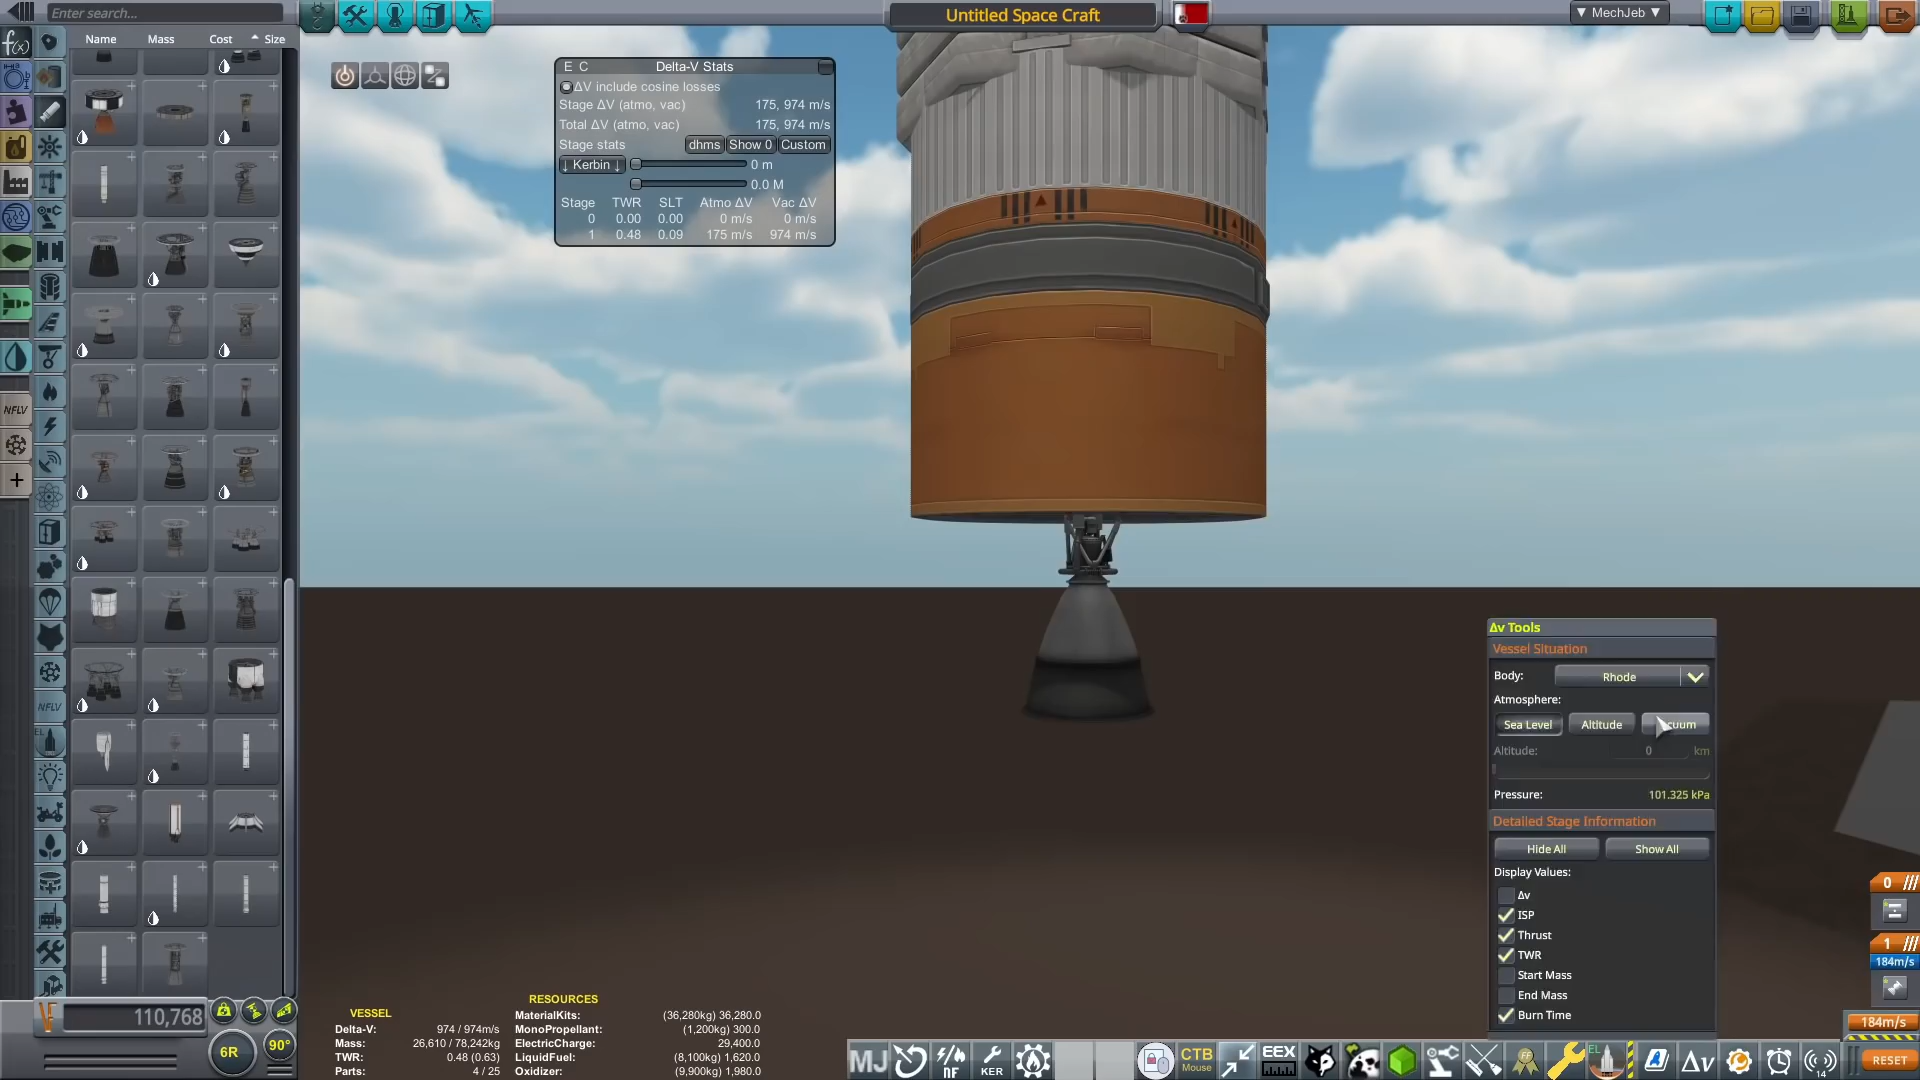 Enter search...
Untitled Space Craft
▼ MechJeb ▼
Name Mass Cost Size
E C Delta-V Stats
ΔV include cosine losses
Stage ΔV (atmo, vac) 175, 974 m/s
Total ΔV (atmo, vac) 175, 974 m/s
Stage stats dhms Show 0 Custom
↓ Kerbin ↓ 0 m
0.0 M
Stage TWR SLT Atmo ΔV Vac ΔV
0 0.00 0.00 0 m/s 0 m/s
1 0.48 0.09 175 m/s 974 m/s
f(x)
NFLV
NFLV
EL
Δv Tools
Vessel Situation
Body: Rhode
Atmosphere:
Sea Level Altitude
Altitude: 0 km
Pressure: 101.325 kPa
Detailed Stage Information
Hide All Show All
Display Values:
Δv
ISP
Thrust
TWR
Start Mass
End Mass
Burn Time
0
1
184m/s
184m/s
RESET
110,768
6R
90°
VESSEL
Delta-V: 974 / 974m/s
Mass: 26,610 / 78,242kg
TWR: 0.48 (0.63)
Parts: 4 / 25
RESOURCES
MaterialKits: (36,280kg) 36,280.0
MonoPropellant: (1,200kg) 300.0
ElectricCharge: 29,400.0
LiquidFuel: (8,100kg) 1,620.0
Oxidizer: (9,900kg) 1,980.0
MJ
NF
KER
CTB
Mouse
EEX
EL
Δv
14